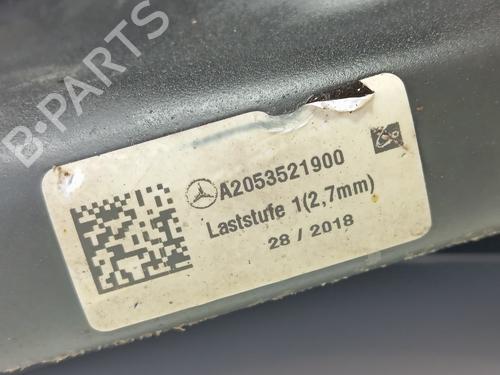 B-PARTS
A2053521900
Laststufe 1(2,7mm)
28 / 2018